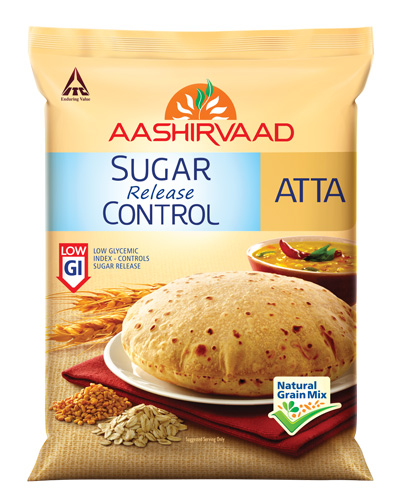 ITC
Enduring Value
AASHIRVAAD
SUGAR
Release
CONTROL
ATTA
LOW
GI
LOW GLYCEMIC
INDEX - CONTROLS
SUGAR RELEASE
Natural
Grain Mix
Suggested Serving Only